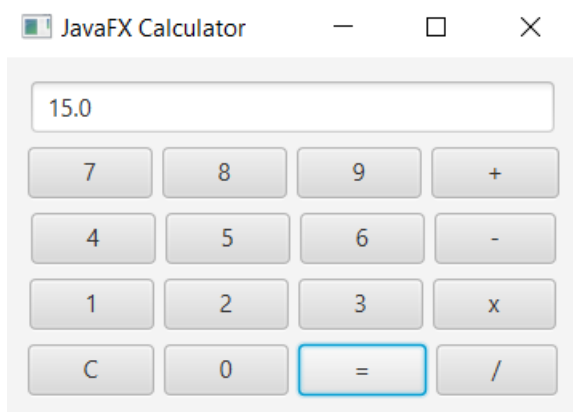 JavaFX Calculator
15.0
7 8 9 +
4 5 6 -
1 2 3 x
C 0 = /